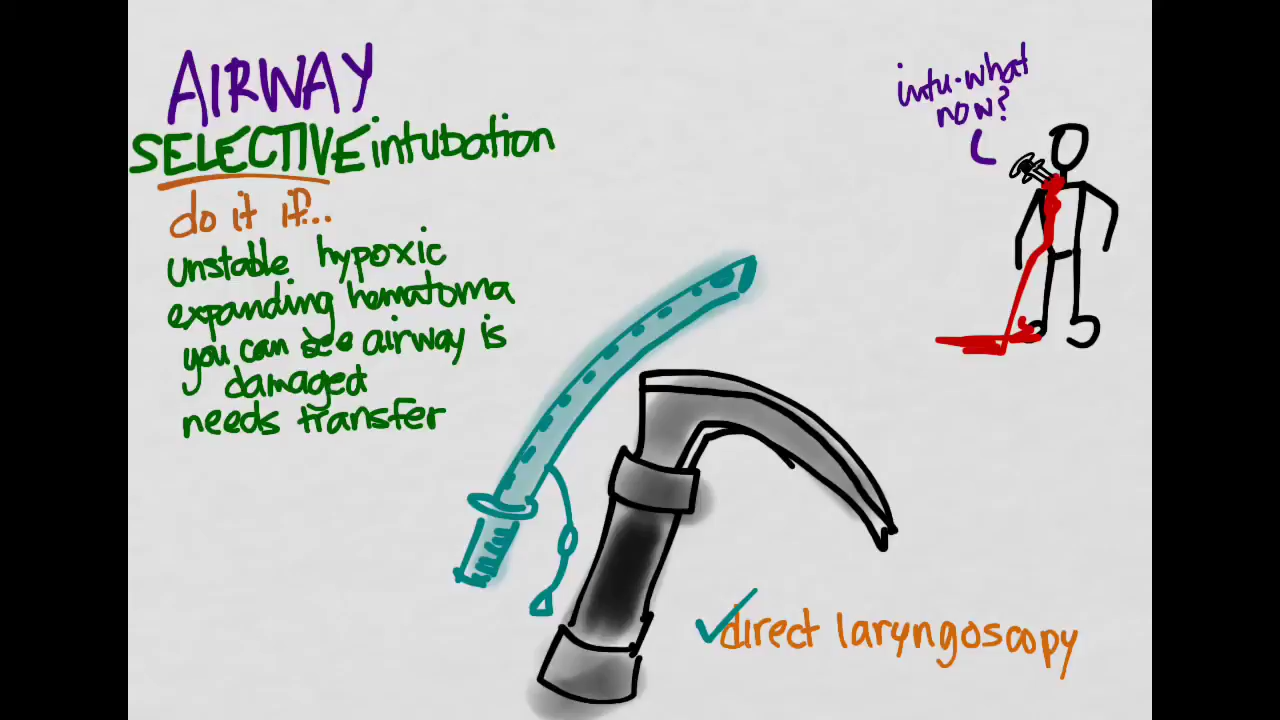 AIRWAY
SELECTIVE intubation
do it if...
unstable hypoxic
expanding hematoma
you can see airway is
damaged
needs transfer
intu-what
now?
direct laryngoscopy